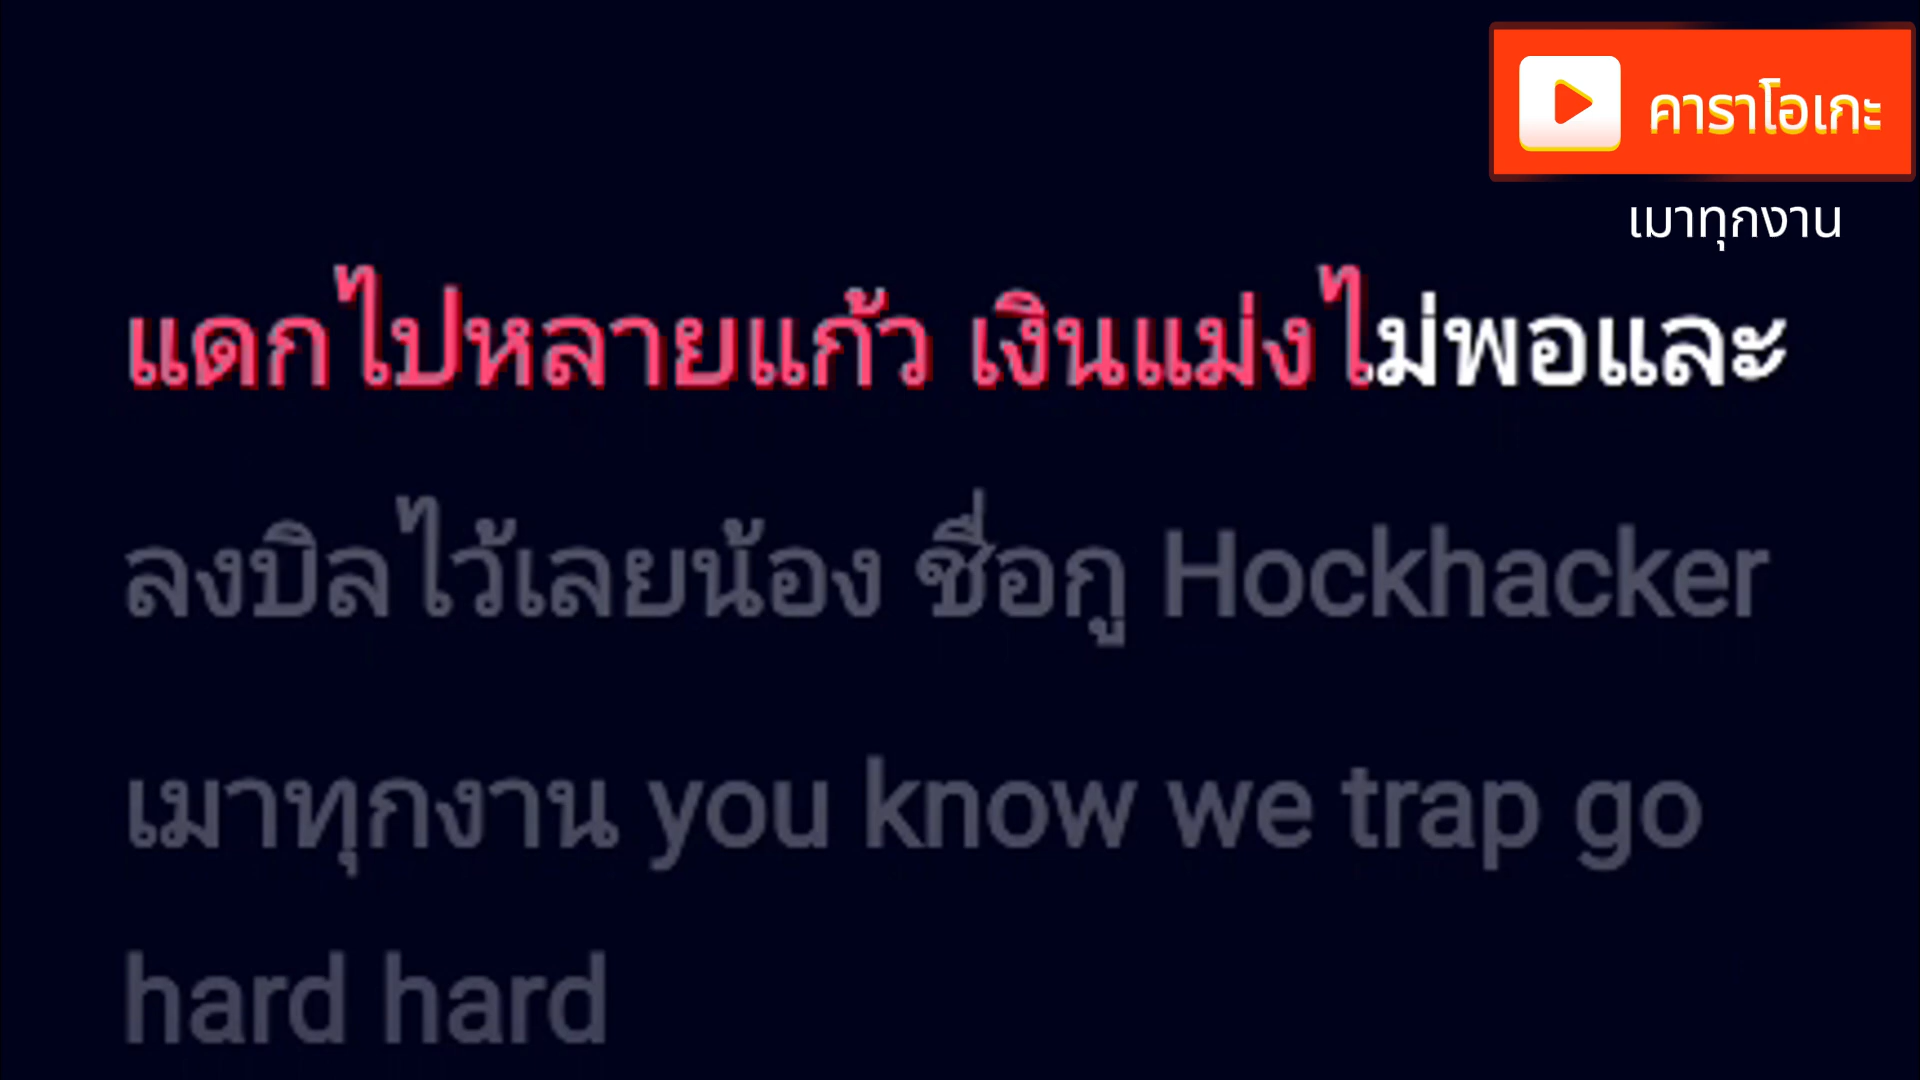 คาราโอเกะ
เมาทุกงาน
แดกไปหลายแก้ว เงินแม่งไม่พอและ
ลงบิลไว้เลยน้อง ชื่อกู Hockhacker
เมาทุกงาน you know we trap go
hard hard